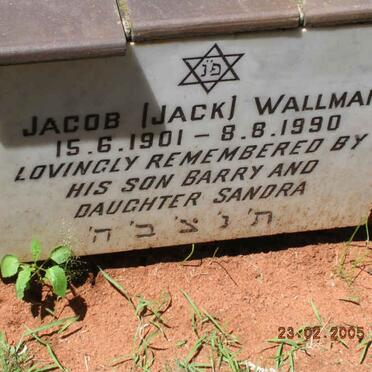 פ״נ
JACOB (JACK) WALLMAN
15.6.1901 - 8.8.1990
LOVINGLY REMEMBERED BY
HIS SON BARRY AND
DAUGHTER SANDRA
ת׳ נ׳ צ׳ ב׳ ה׳
23.02.2005